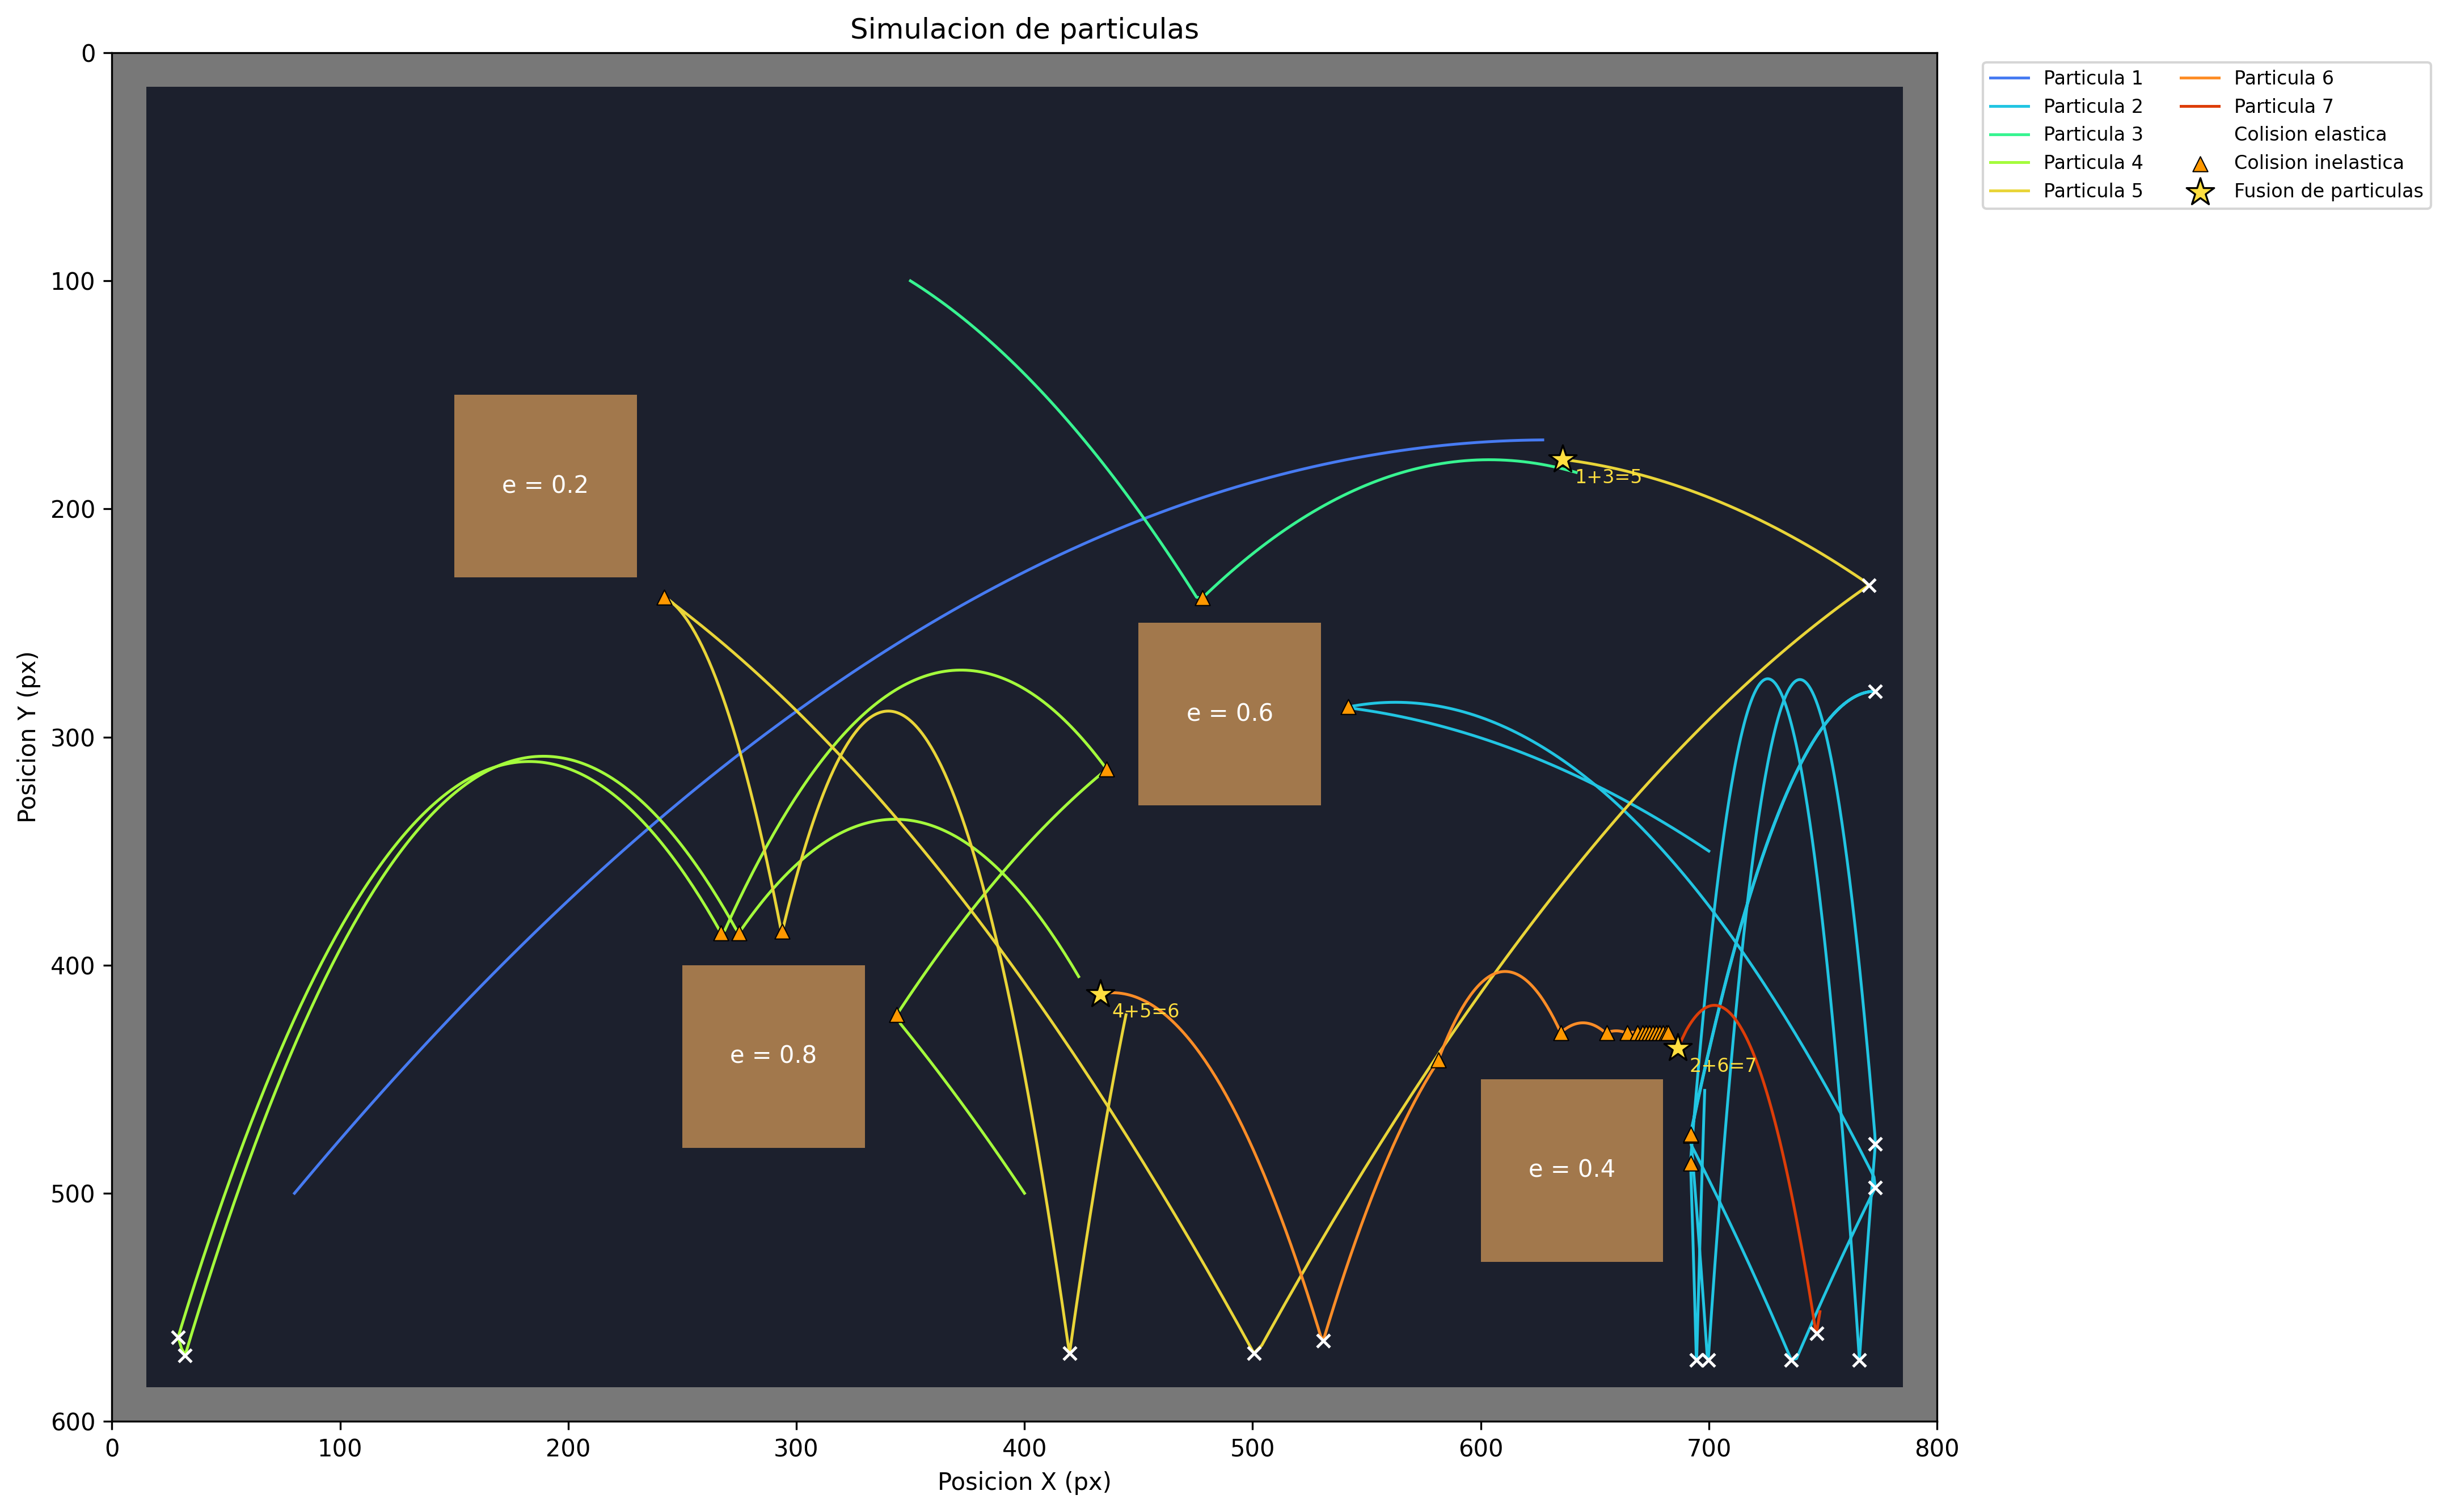 Simulacion de particulas
0
100
200
300
400
500
600
Posicion Y (px)
0
100
200
300
400
500
600
700
800
Posicion X (px)
e = 0.2
e = 0.6
e = 0.8
e = 0.4
1+3=5
4+5=6
2+6=7
Particula 1
Particula 2
Particula 3
Particula 4
Particula 5
Particula 6
Particula 7
Colision elastica
Colision inelastica
Fusion de particulas